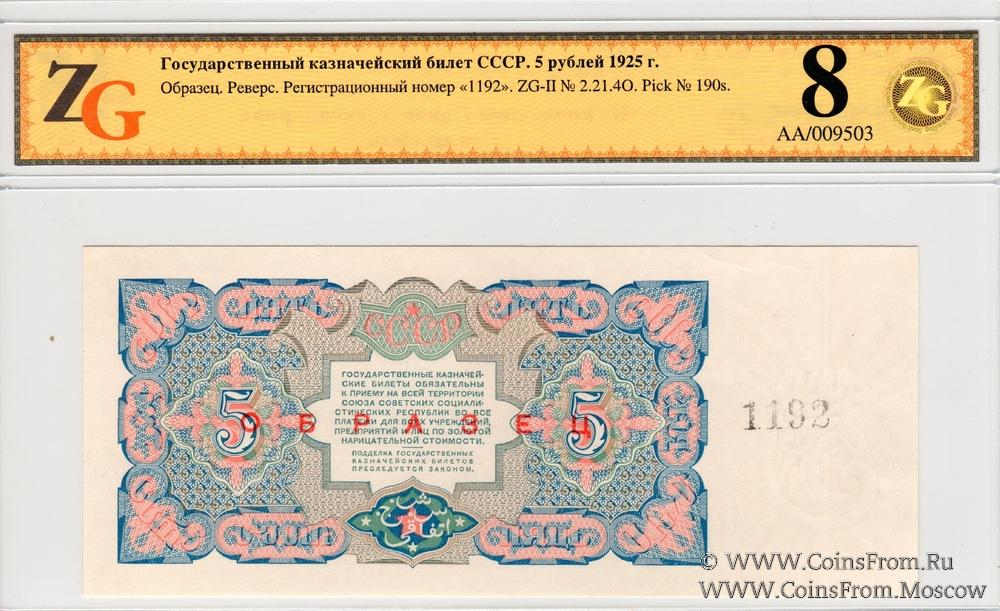 ZG
Государственный казначейский билет СССР. 5 рублей 1925 г.
Образец. Реверс. Регистрационный номер «1192». ZG-II № 2.21.4О. Pick № 190s.
8
AA/009503
ZG
ПЯТЬ
СССР
ГОСУДАРСТВЕННЫЕ КАЗНАЧЕЙ-
СКИЕ БИЛЕТЫ ОБЯЗАТЕЛЬНЫ
К ПРИЕМУ НА ВСЕЙ ТЕРРИТОРИИ
СОЮЗА СОВЕТСКИХ СОЦИАЛИ-
СТИЧЕСКИХ РЕСПУБЛИК ВО ВСЕ
ПЛАТЕЖИ ДЛЯ ВСЕХ УЧРЕЖДЕНИЙ,
ПРЕДПРИЯТИЙ И ЛИЦ ПО ЗОЛОТОЙ
НАРИЦАТЕЛЬНОЙ СТОИМОСТИ.
ПОДДЕЛКА ГОСУДАРСТВЕННЫХ
КАЗНАЧЕЙСКИХ БИЛЕТОВ
ПРЕСЛЕДУЕТСЯ ЗАКОНОМ.
5
ОБРАЗЕЦ
5
1192
© WWW.CoinsFrom.Ru
WWW.CoinsFrom.Moscow